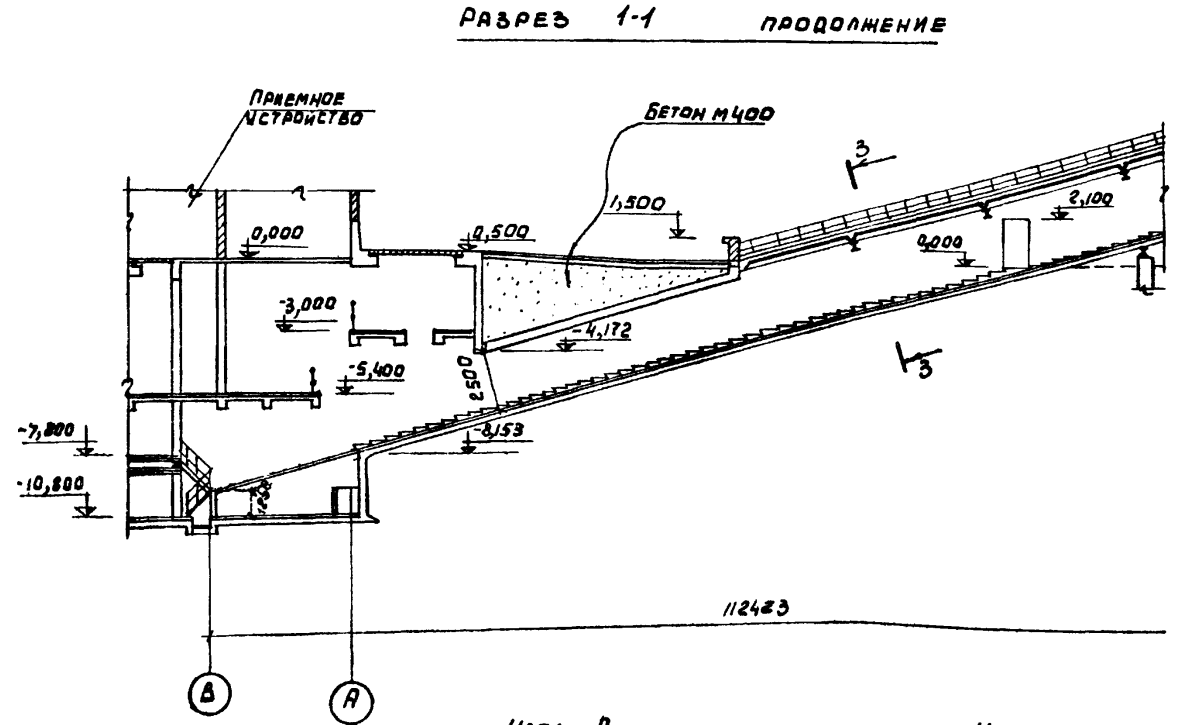 РАЗРЕЗ 1-1 ПРОДОЛЖЕНИЕ
ПРИЕМНОЕ
УСТРОЙСТВО
БЕТОН М400
3
1,500
2,100
0,000
0,500
0,000
-3,000
-4,172
3
-5,400
2500
-7,800
-8,153
-10,800
112423
В
А